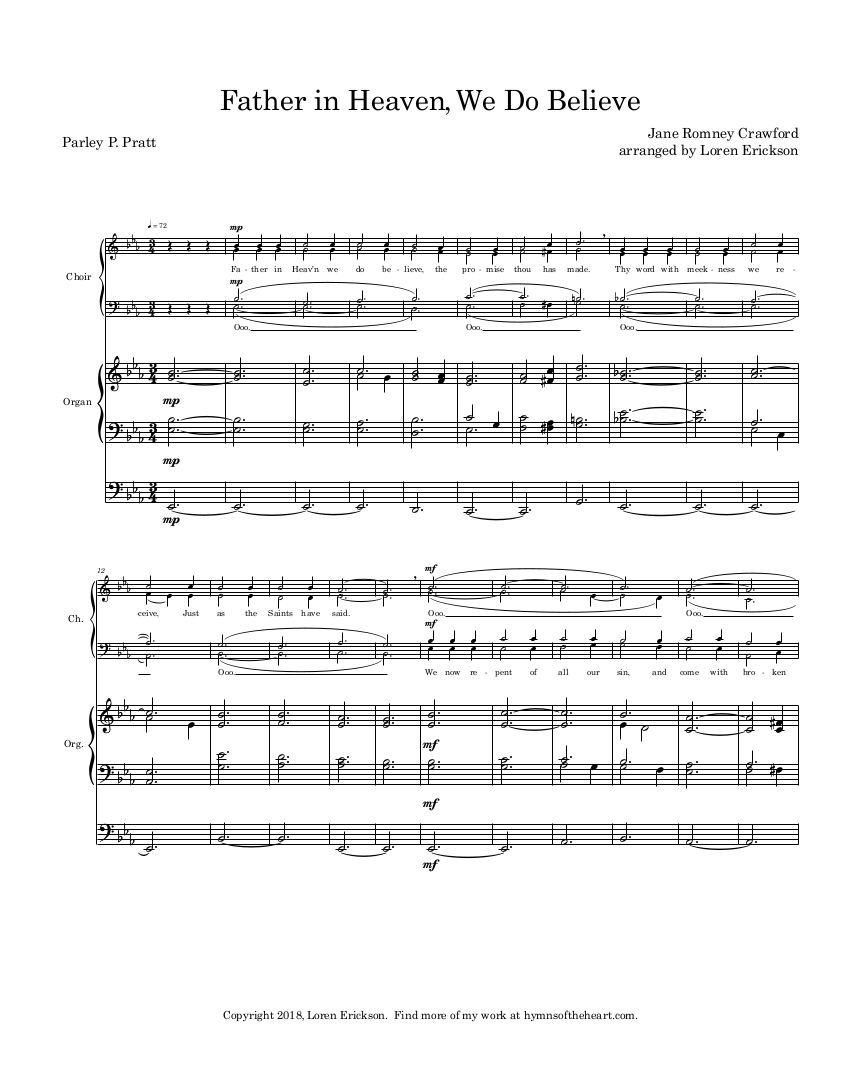 Father in Heaven, We Do Believe
Parley P. Pratt
Jane Romney Crawford
arranged by Loren Erickson
♩ = 72
mp
Choir
Fa - ther in Heav'n we do be - lieve, the pro - mise thou has made. Thy word with meek - ness we re -
mp
Ooo. Ooo. Ooo.
Organ
mp
mp
mp
12
mf
Ch.
ceive, Just as the Saints have said. Ooo. Ooo.
mf
Ooo. We now re - pent of all our sin, and come with bro - ken
Org.
mf
mf
mf
Copyright 2018, Loren Erickson. Find more of my work at hymnsoftheheart.com.